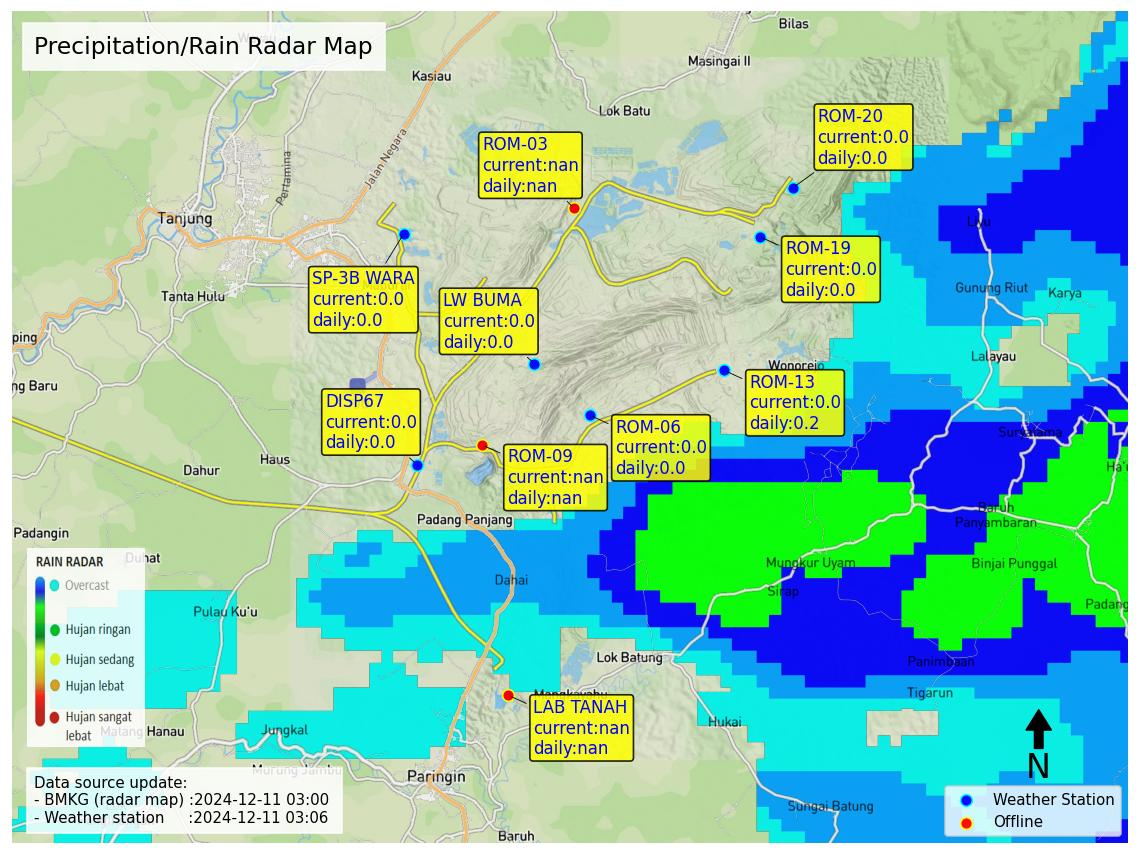 Precipitation/Rain Radar Map
Bilas
Masingai II
Kasiau
Lok Batu
Jalan Negara
Pertamina
Tanjung
Tanta Hulu
ROM-20
current:0.0
daily:0.0
ROM-03
current:nan
daily:nan
ROM-19
current:0.0
daily:0.0
SP-3B WARA
current:0.0
daily:0.0
LW BUMA
current:0.0
daily:0.0
Liyu
Gunung Riut
Karya
Lalayau
Wonorejo
ROM-13
current:0.0
daily:0.2
DISP67
current:0.0
daily:0.0
ROM-06
current:0.0
daily:0.0
ROM-09
current:nan
daily:nan
ping
ng Baru
Dahur
Haus
Suryatama
Ha'u
Padang Panjang
Baruh
Panyambaran
Padangin
Duhat
Dahai
Mungkur Uyam
Sirap
Binjai Punggal
Padang
Pulau Ku'u
RAIN RADAR
Overcast
Hujan ringan
Hujan sedang
Hujan lebat
Hujan sangat
lebat
Lok Batung
Panimbaan
Tigarun
Mangkayahu
LAB TANAH
current:nan
daily:nan
Hukai
Matang Hanau
Jungkal
Murung Jambu
Paringin
Sungai Batung
Baruh
Data source update:
- BMKG (radar map) :2024-12-11 03:00
- Weather station :2024-12-11 03:06
N
Weather Station
Offline